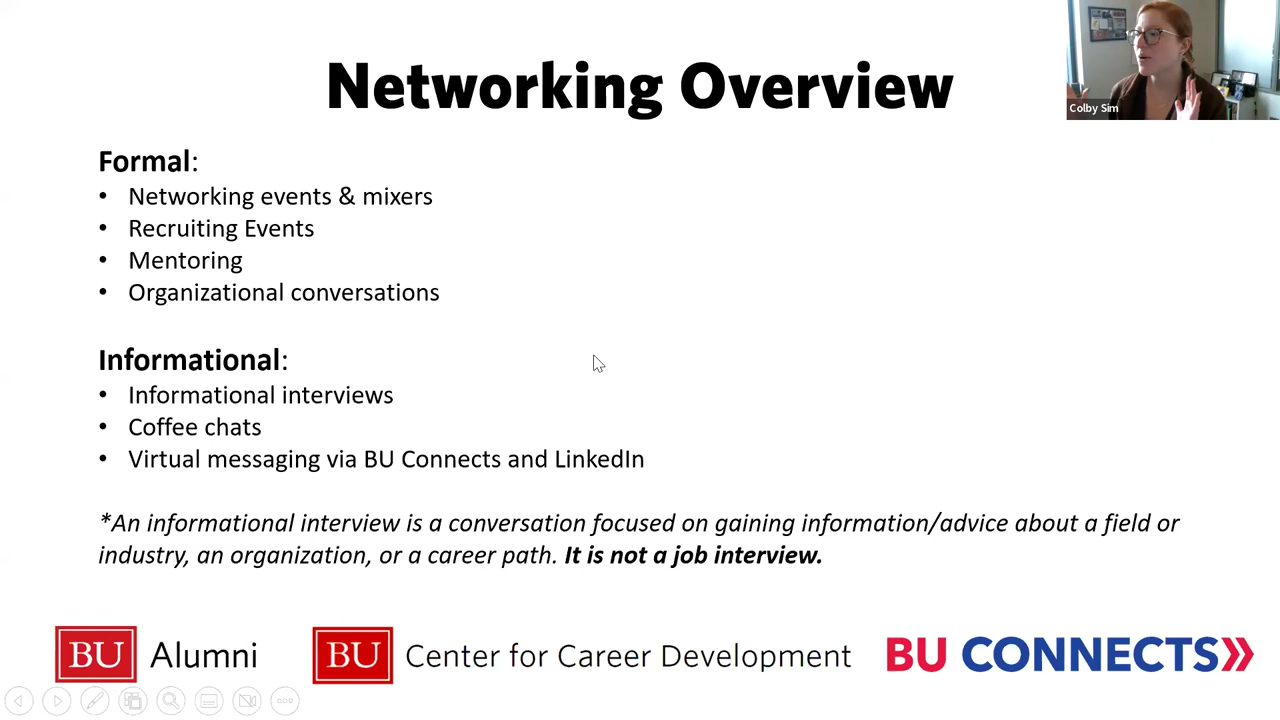 Networking Overview
Colby Sim
Formal:
• Networking events & mixers
• Recruiting Events
• Mentoring
• Organizational conversations
Informational:
• Informational interviews
• Coffee chats
• Virtual messaging via BU Connects and LinkedIn
*An informational interview is a conversation focused on gaining information/advice about a field or
industry, an organization, or a career path. It is not a job interview.
BU Alumni BU Center for Career Development BU CONNECTS»